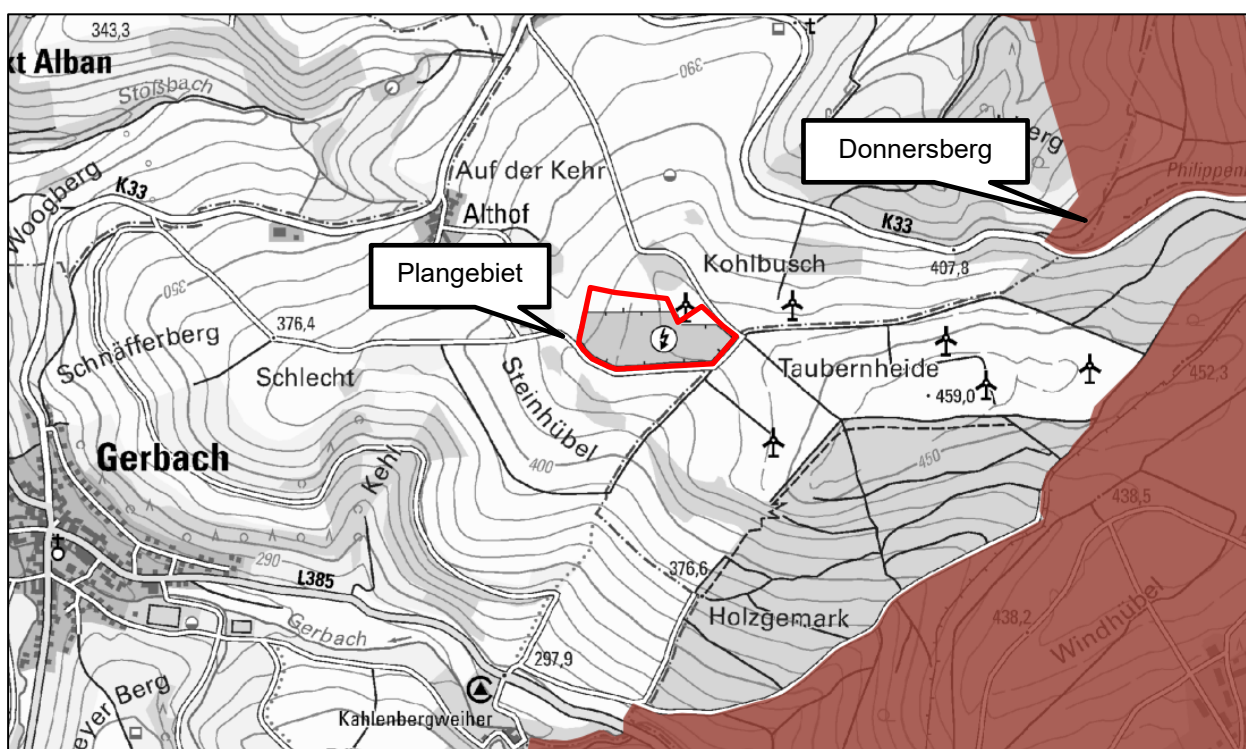 343,3
kt Alban
Stoßbach
390
Donnersberg
berg
Philippen
Woogberg
K33
Auf der Kehr
Althof
K33
Plangebiet
Kohlbusch
407,8
350
376,4
Schnäfferberg
Schlecht
Steinhübel
Taubernheide
459,0
452,3
Gerbach
Kehl
400
450
438,5
290
L385
376,6
Holzgemark
438,2
Windhübel
Gerbach
297,9
eyer Berg
Kahlenbergweiher